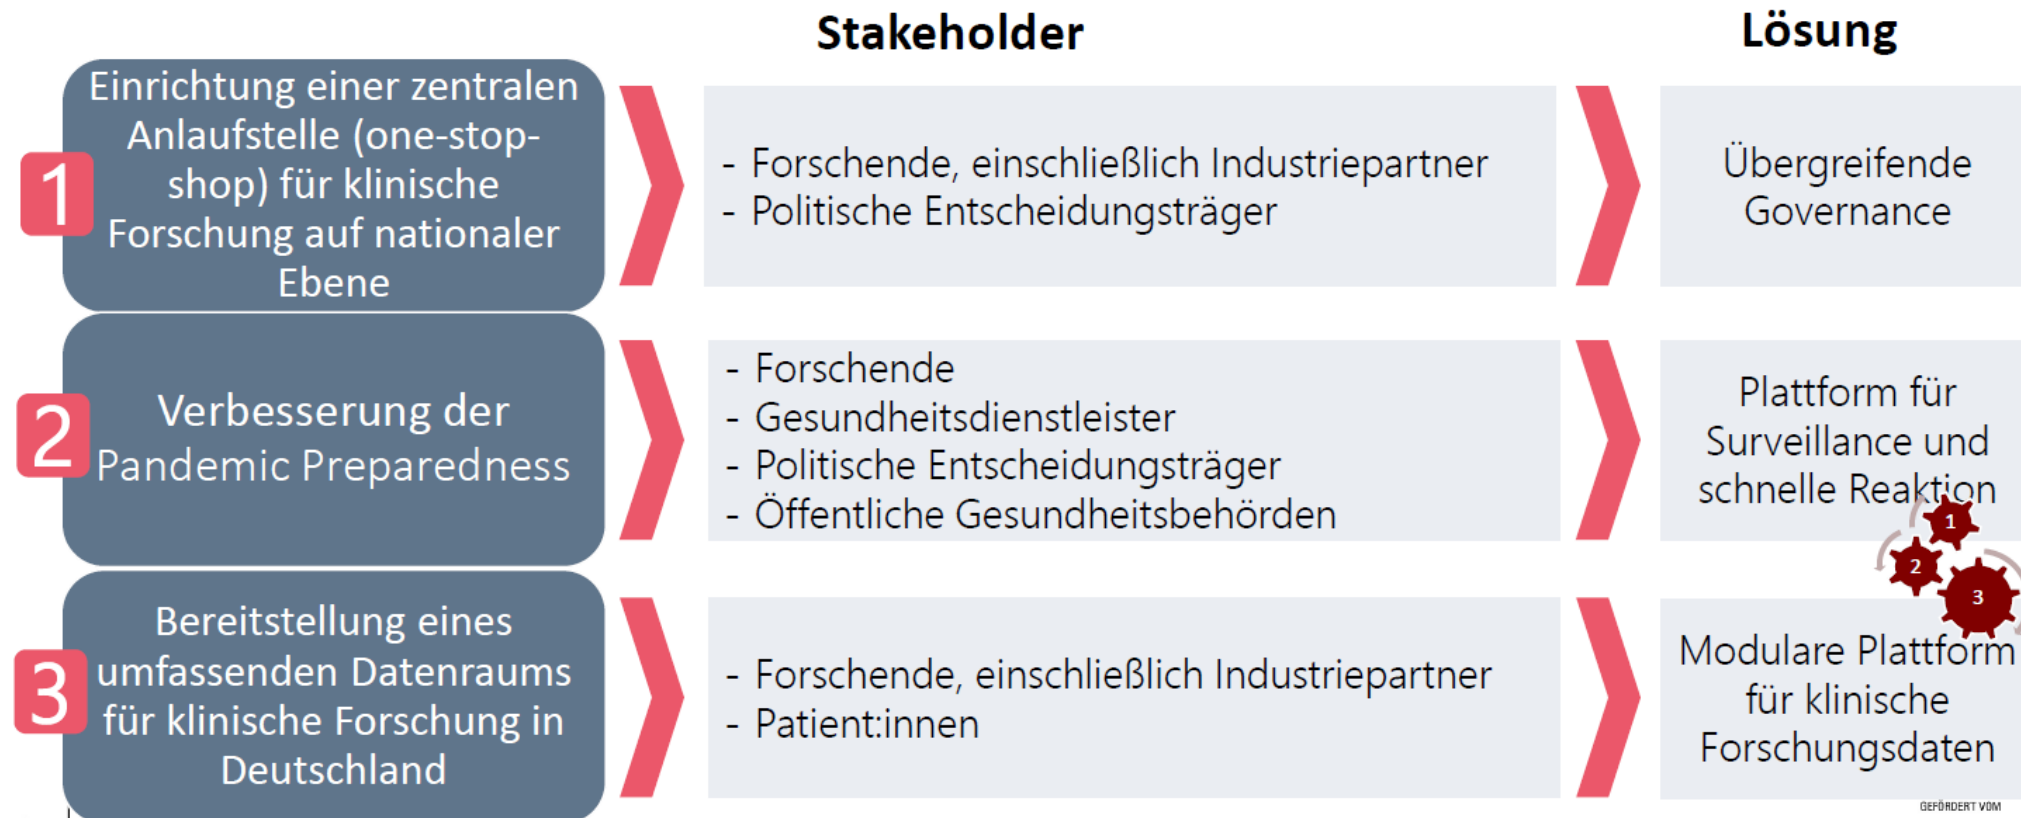 Stakeholder
Lösung
1
Einrichtung einer zentralen
Anlaufstelle (one-stop-
shop) für klinische
Forschung auf nationaler
Ebene
- Forschende, einschließlich Industriepartner
- Politische Entscheidungsträger
Übergreifende
Governance
2
Verbesserung der
Pandemic Preparedness
- Forschende
- Gesundheitsdienstleister
- Politische Entscheidungsträger
- Öffentliche Gesundheitsbehörden
Plattform für
Surveillance und
schnelle Reaktion
1
2
3
3
Bereitstellung eines
umfassenden Datenraums
für klinische Forschung in
Deutschland
- Forschende, einschließlich Industriepartner
- Patient:innen
Modulare Plattform
für klinische
Forschungsdaten
GEFÖRDERT VOM